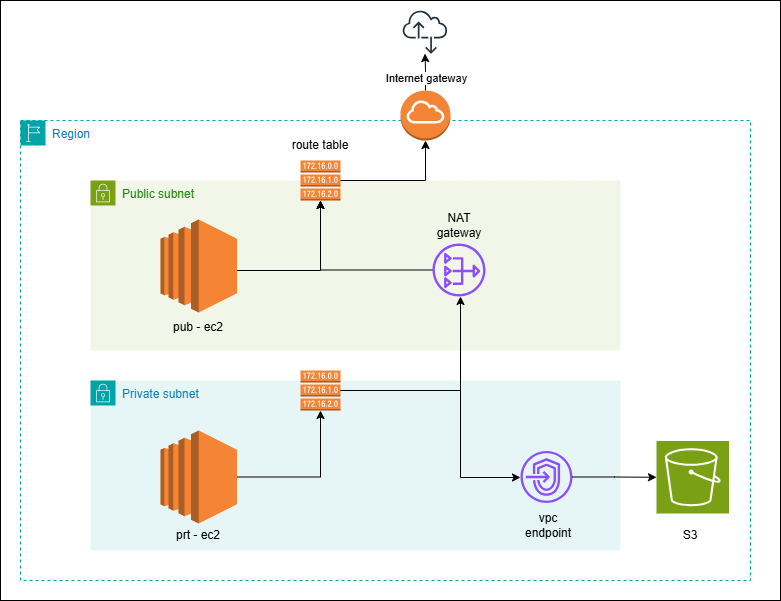 Internet gateway
Region
route table
172.16.0.0
172.16.1.0
172.16.2.0
Public subnet
NAT
gateway
pub - ec2
172.16.0.0
172.16.1.0
172.16.2.0
Private subnet
prt - ec2
vpc
endpoint
S3